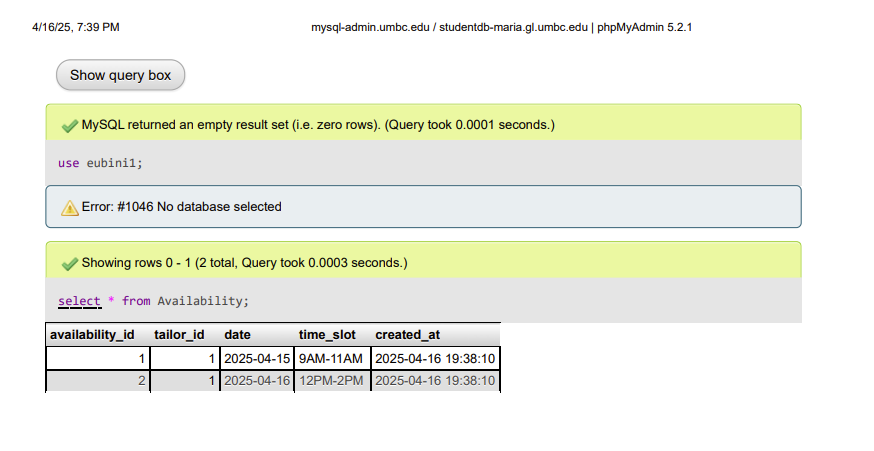 4/16/25, 7:39 PM mysql-admin.umbc.edu / studentdb-maria.gl.umbc.edu | phpMyAdmin 5.2.1
Show query box
MySQL returned an empty result set (i.e. zero rows). (Query took 0.0001 seconds.)
use eubini1;
Error: #1046 No database selected
Showing rows 0 - 1 (2 total, Query took 0.0003 seconds.)
select * from Availability;
availability_id tailor_id date time_slot created_at
1 1 2025-04-15 9AM-11AM 2025-04-16 19:38:10
2 1 2025-04-16 12PM-2PM 2025-04-16 19:38:10